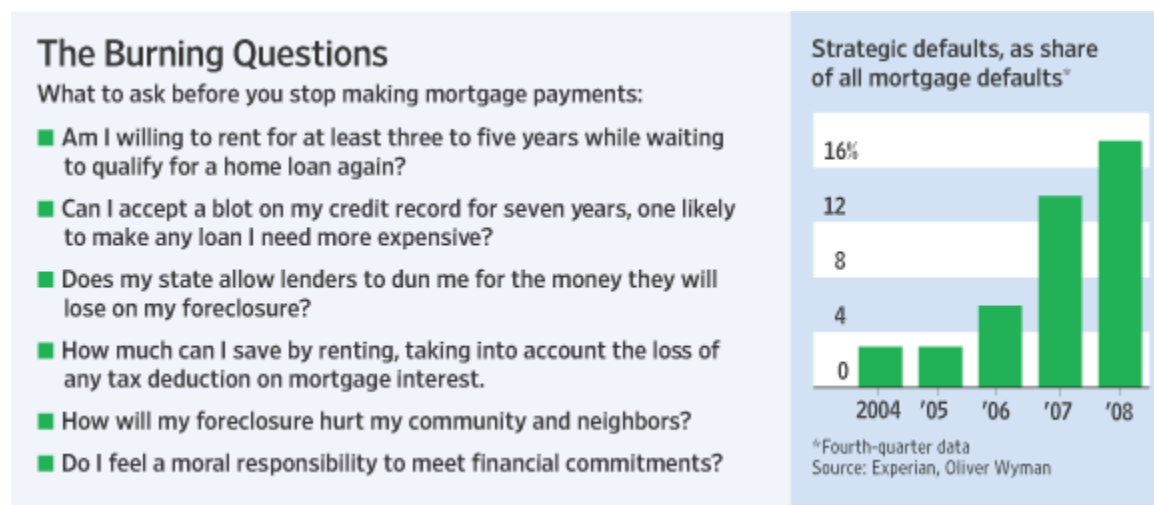 The Burning Questions
What to ask before you stop making mortgage payments:
■ Am I willing to rent for at least three to five years while waiting
to qualify for a home loan again?
■ Can I accept a blot on my credit record for seven years, one likely
to make any loan I need more expensive?
■ Does my state allow lenders to dun me for the money they will
lose on my foreclosure?
■ How much can I save by renting, taking into account the loss of
any tax deduction on mortgage interest.
■ How will my foreclosure hurt my community and neighbors?
■ Do I feel a moral responsibility to meet financial commitments?
Strategic defaults, as share
of all mortgage defaults*
16%
12
8
4
0
2004 '05 '06 '07 '08
*Fourth-quarter data
Source: Experian, Oliver Wyman